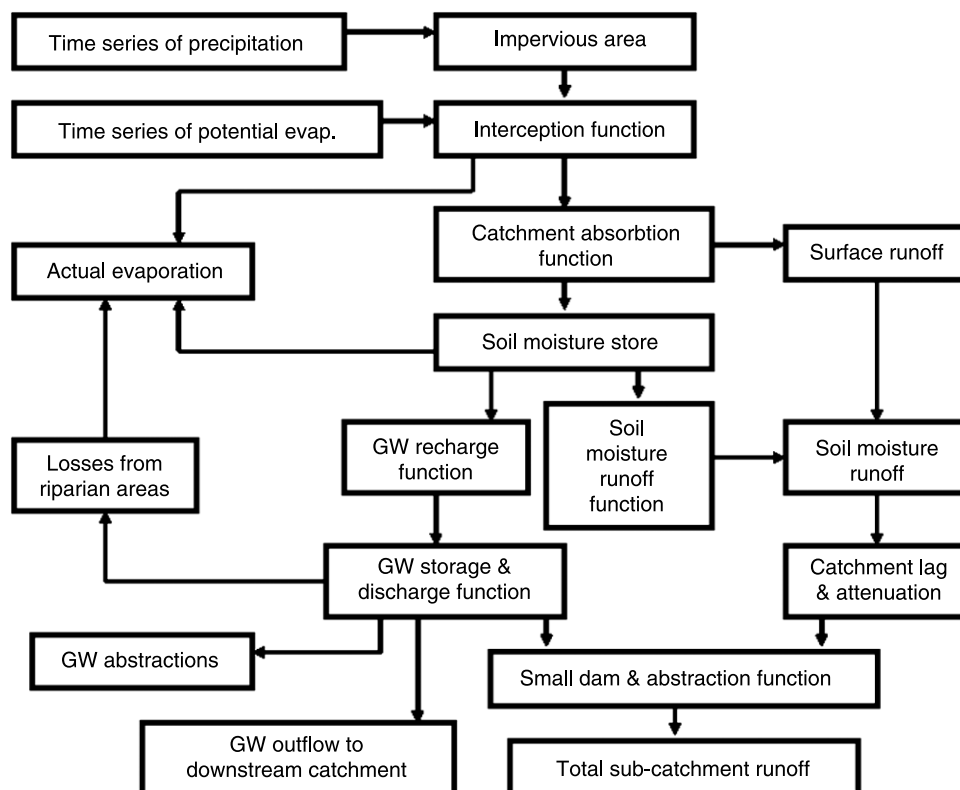 Time series of precipitation
Impervious area
Time series of potential evap.
Interception function
Catchment absorbtion
function
Surface runoff
Actual evaporation
Soil moisture store
GW recharge
function
Soil
moisture
runoff
function
Soil moisture
runoff
Losses from
riparian areas
GW storage &
discharge function
Catchment lag
& attenuation
GW abstractions
Small dam & abstraction function
GW outflow to
downstream catchment
Total sub-catchment runoff